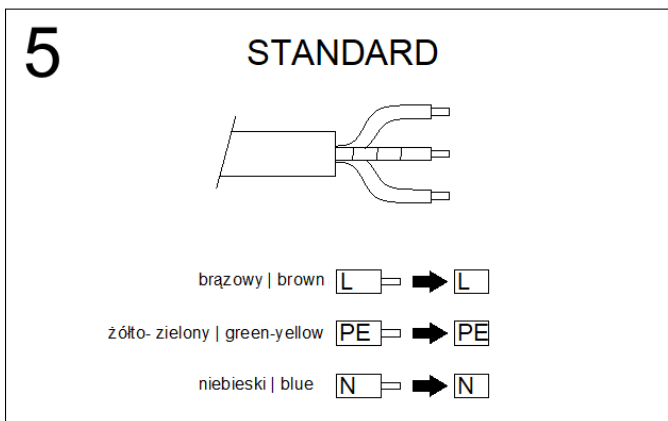 5
STANDARD
brązowy | brown L L
żółto- zielony | green-yellow PE PE
niebieski | blue N N